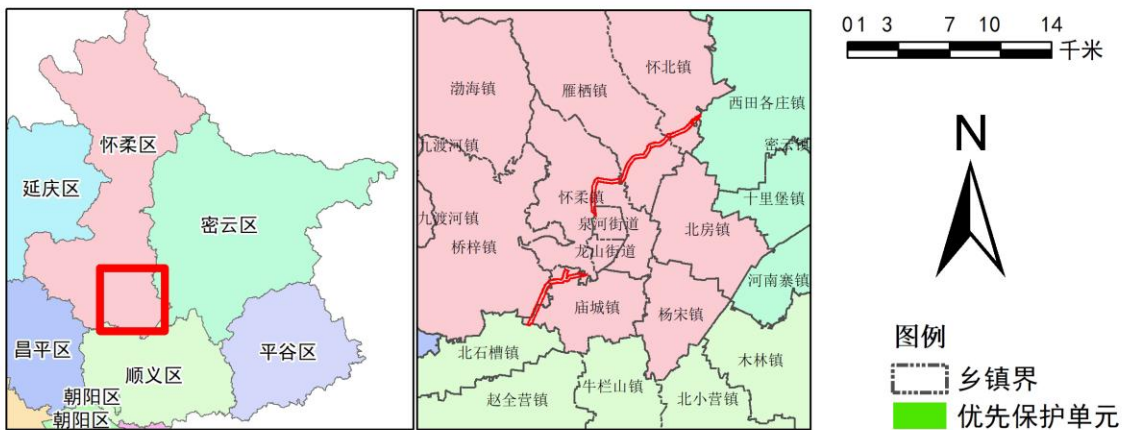 怀柔区
延庆区
密云区
昌平区
顺义区
平谷区
朝阳区
朝阳区
怀北镇
渤海镇
雁栖镇
西田各庄镇
九渡河镇
密云镇
十里堡镇
怀柔镇
九渡河镇
泉河街道
北房镇
桥梓镇
龙山街道
河南寨镇
庙城镇
杨宋镇
北石槽镇
木林镇
牛栏山镇
赵全营镇
北小营镇
0 1 3 7 10 14
千米
N
图例
乡镇界
优先保护单元